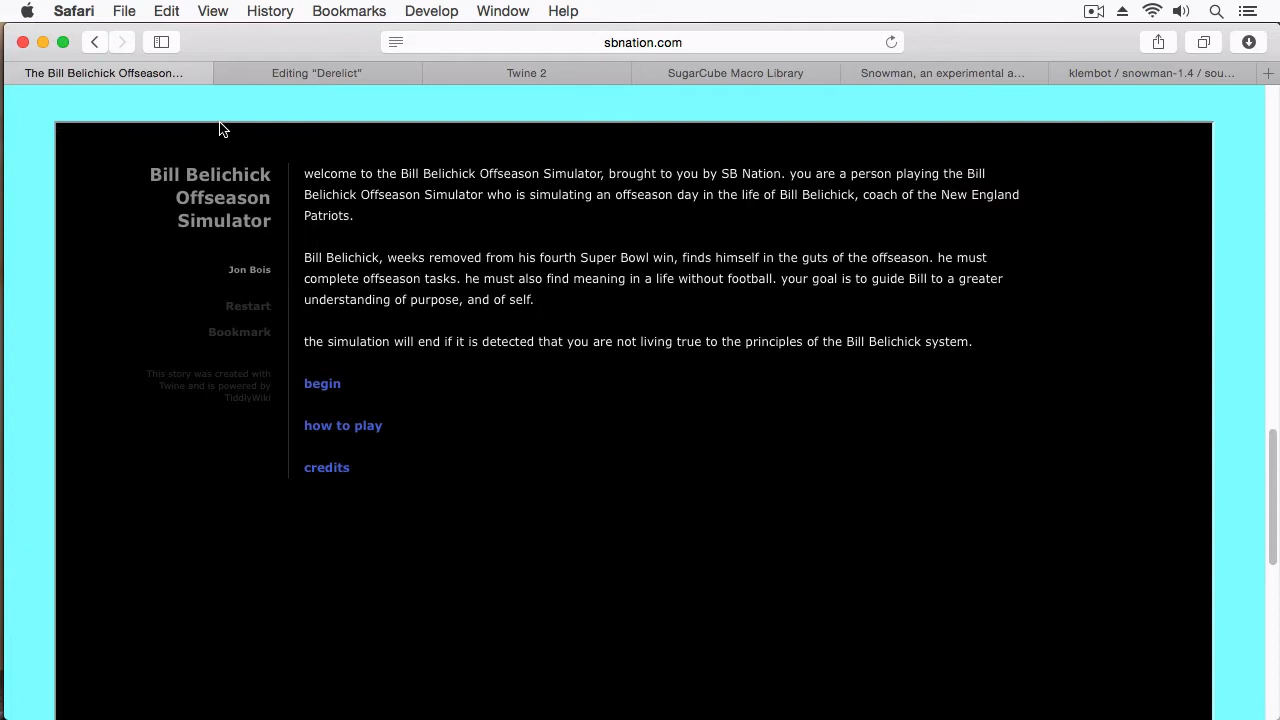 Safari File Edit View History Bookmarks Develop Window Help
sbnation.com
The Bill Belichick Offseason… Editing "Derelict" Twine 2 SugarCube Macro Library Snowman, an experimental a… klembot / snowman-1.4 / sou…
Bill Belichick
Offseason
Simulator
Jon Bois
Restart
Bookmark
This story was created with
Twine and is powered by
TiddlyWiki
welcome to the Bill Belichick Offseason Simulator, brought to you by SB Nation. you are a person playing the Bill
Belichick Offseason Simulator who is simulating an offseason day in the life of Bill Belichick, coach of the New England
Patriots.
Bill Belichick, weeks removed from his fourth Super Bowl win, finds himself in the guts of the offseason. he must
complete offseason tasks. he must also find meaning in a life without football. your goal is to guide Bill to a greater
understanding of purpose, and of self.
the simulation will end if it is detected that you are not living true to the principles of the Bill Belichick system.
begin
how to play
credits